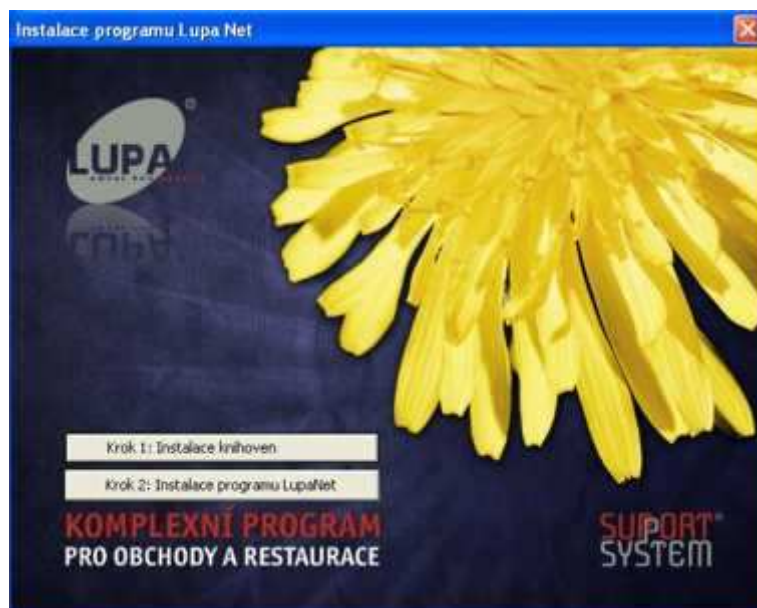 Instalace programu Lupa Net
LUPA
Krok 1: Instalace knihoven
Krok 2: Instalace programu LupaNet
KOMPLEXNÍ PROGRAM
PRO OBCHODY A RESTAURACE
SUPPORT
SYSTEM